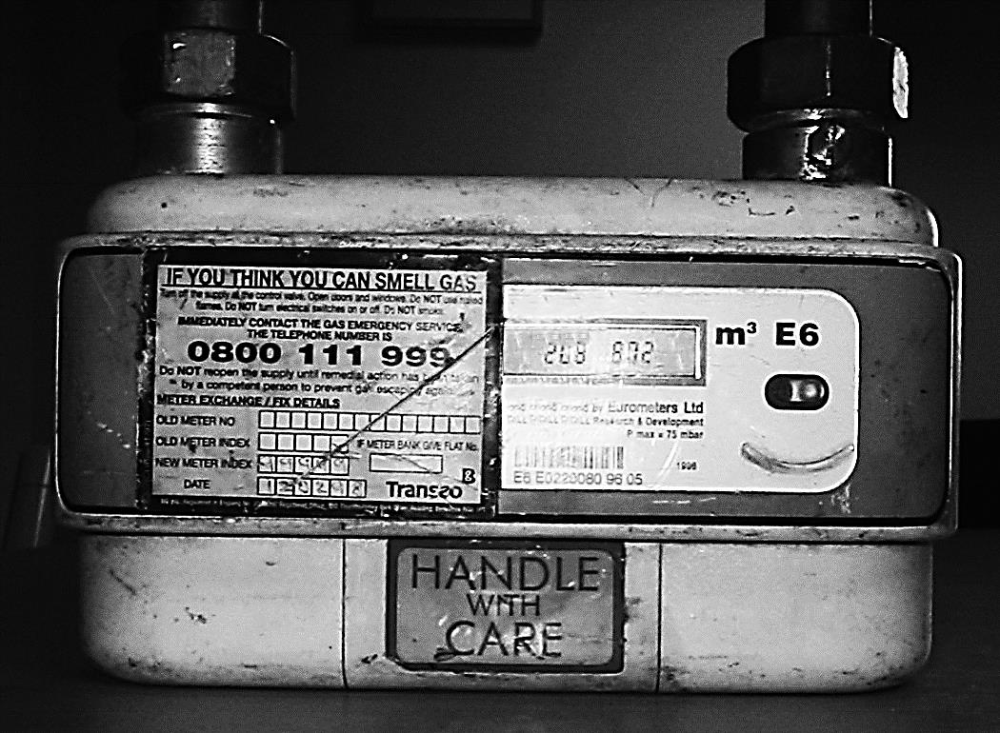 IF YOU THINK YOU CAN SMELL GAS
Turn off the supply at the control valve. Open doors and windows. Do NOT use naked
flames. Do NOT turn electrical switches on or off. Do NOT smoke.
IMMEDIATELY CONTACT THE GAS EMERGENCY SERVICE.
THE TELEPHONE NUMBER IS
0800 111 999
Do NOT reopen the supply until remedial action has been taken
by a competent person to prevent gas escaping again.
METER EXCHANGE / FIX DETAILS
OLD METER NO
OLD METER INDEX
IF METER BANK GIVE FLAT No.
NEW METER INDEX
DATE
Transco
m³ E6
by Eurometers Ltd
Research & Development
P max = 75 mbar
1996
E6 E0220080 96 05
HANDLE
WITH
CARE